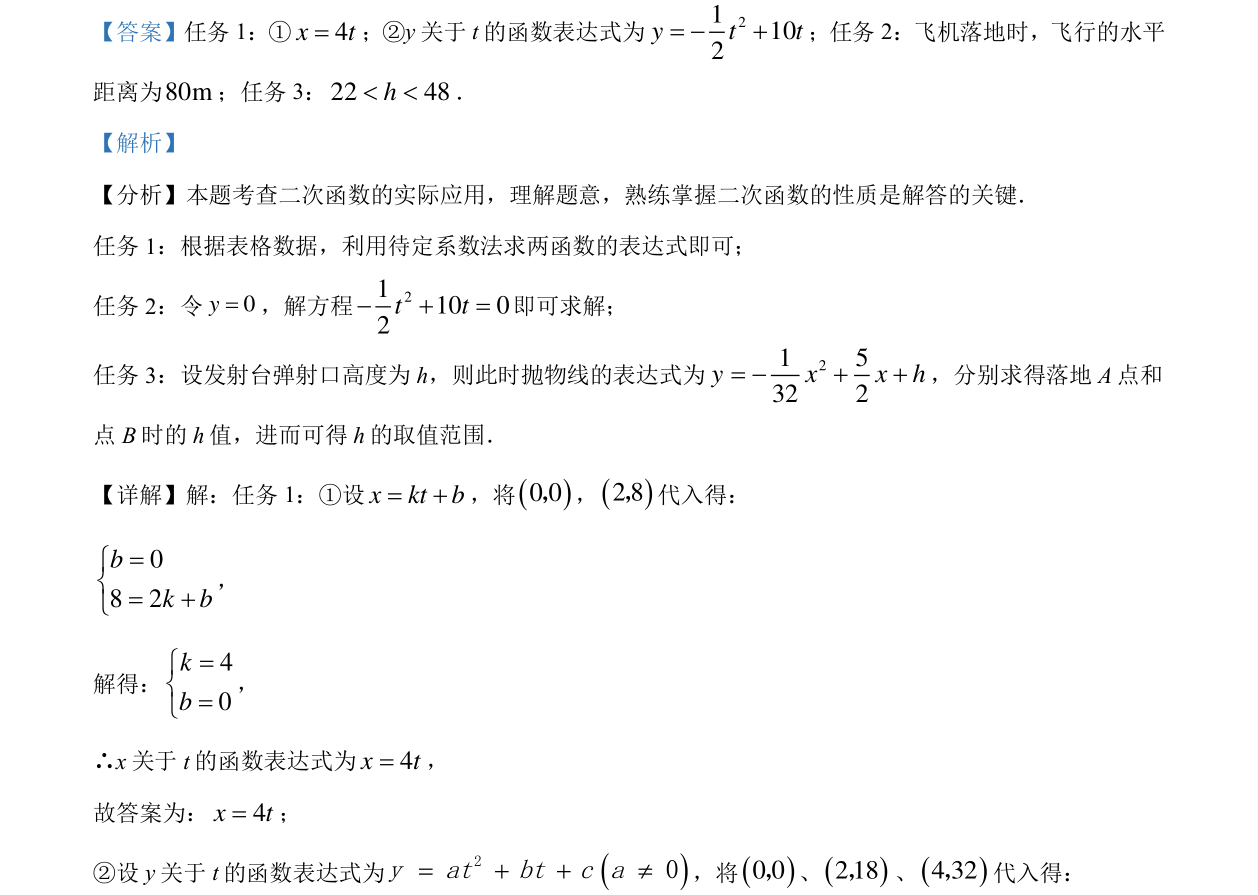 【答案】任务 1：① x = 4t ；②y 关于 t 的函数表达式为 y = −\frac{1}{2}t² +10t ；任务 2：飞机落地时，飞行的水平
距离为80m ；任务 3： 22 < h < 48 .
【解析】
【分析】本题考查二次函数的实际应用，理解题意，熟练掌握二次函数的性质是解答的关键.
任务 1：根据表格数据，利用待定系数法求两函数的表达式即可；
任务 2：令 y = 0 ，解方程 −\frac{1}{2}t² +10t = 0 即可求解；
任务 3：设发射台弹射口高度为 h，则此时抛物线的表达式为 y = −\frac{1}{32}x² + \frac{5}{2}x + h ，分别求得落地 A 点和
点 B 时的 h 值，进而可得 h 的取值范围.
【详解】解：任务 1：①设 x = kt + b ，将 (0,0) ， (2,8) 代入得：
{b = 0
8 = 2k + b ，
解得： {k = 4
b = 0 ，
∴x 关于 t 的函数表达式为 x = 4t ，
故答案为： x = 4t ；
②设 y 关于 t 的函数表达式为 y = at² + bt + c (a ≠ 0) ，将 (0,0) 、 (2,18) 、 (4,32) 代入得：